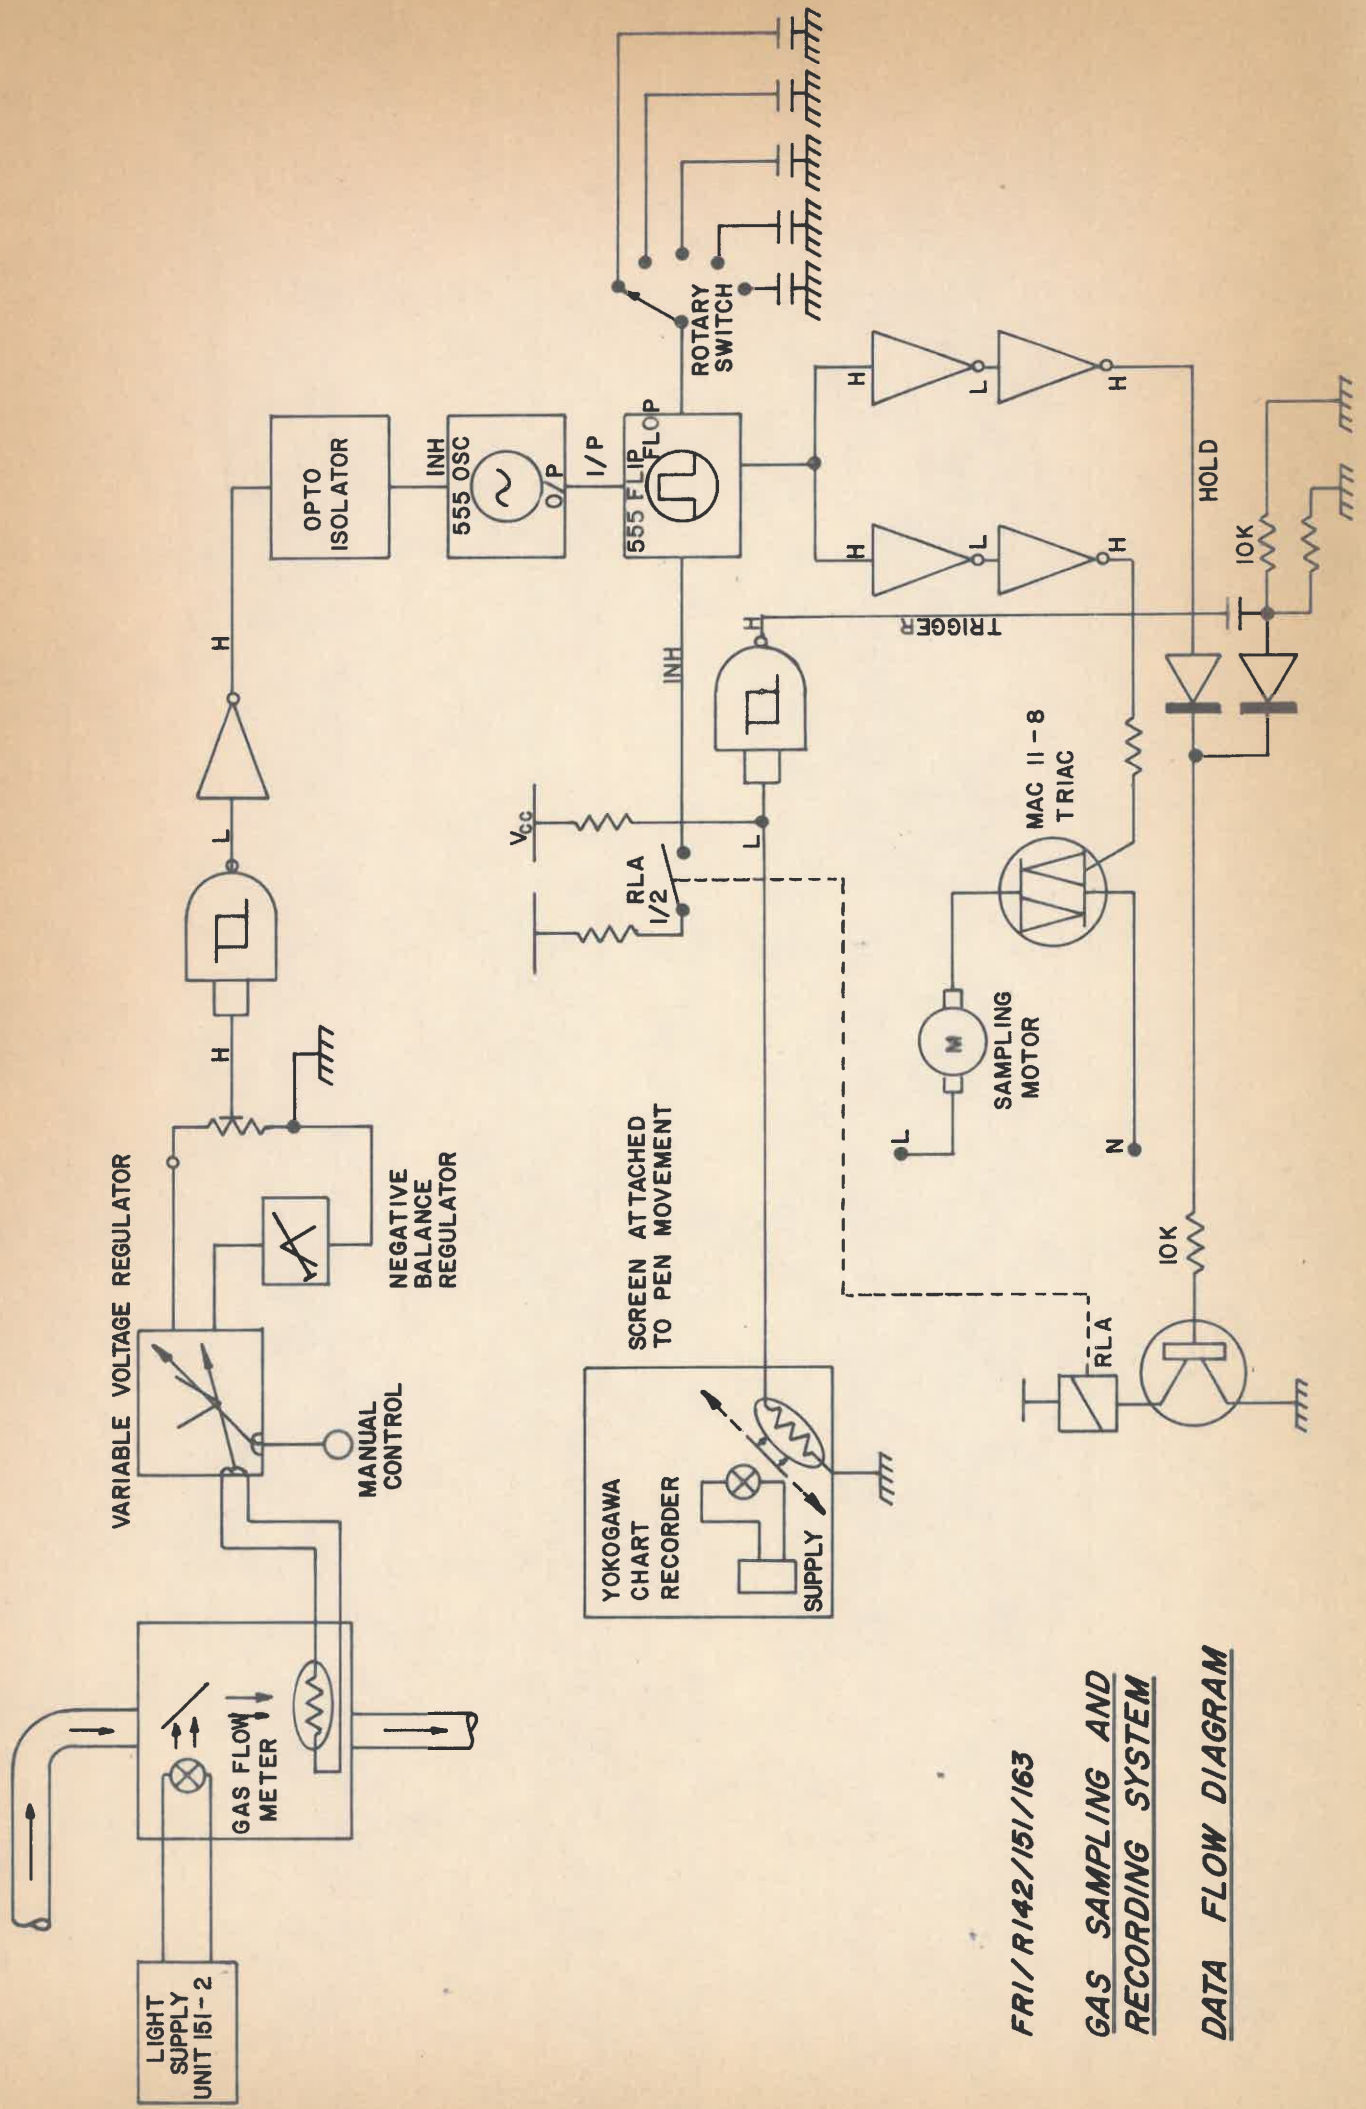 LIGHT
SUPPLY
UNIT 151-2
GAS FLOW
METER
VARIABLE VOLTAGE REGULATOR
MANUAL
CONTROL
NEGATIVE
BALANCE
REGULATOR
H
L
H
OPTO
ISOLATOR
INH
555 OSC
O/P
I/P
555 FLIP
FLOP
ROTARY
SWITCH
INH
VCC
RLA
1/2
L
H
TRIGGER
H
L
H
H
L
H
HOLD
10K
YOKOGAWA
CHART
RECORDER
SUPPLY
SCREEN ATTACHED
TO PEN MOVEMENT
L
M
SAMPLING
MOTOR
N
MAC 11-8
TRIAC
RLA
10K
FRI/R142/151/163
GAS SAMPLING AND
RECORDING SYSTEM
DATA FLOW DIAGRAM